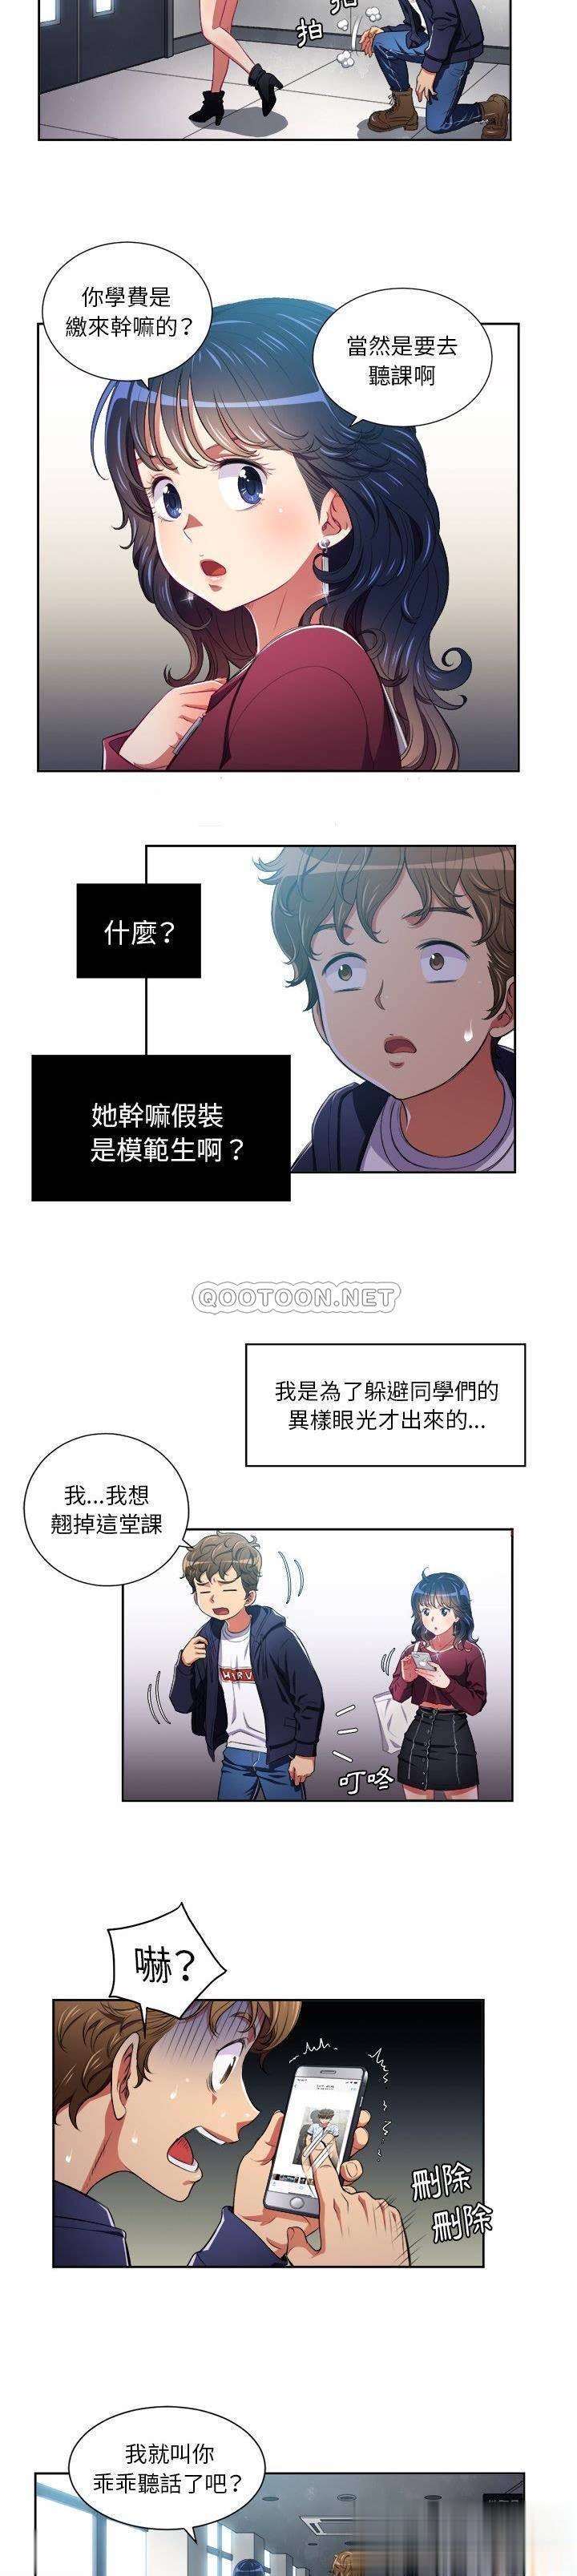 拍
拍
你學費是
繳來幹嘛的？
當然是要去
聽課啊
什麼？
她幹嘛假裝
是模範生啊？
QOOTOON.NET
我是為了躲避同學們的
異樣眼光才出來的...
我...我想
翹掉這堂課
叮咚
嚇？
刪除
刪除
我就叫你
乖乖聽話了吧？